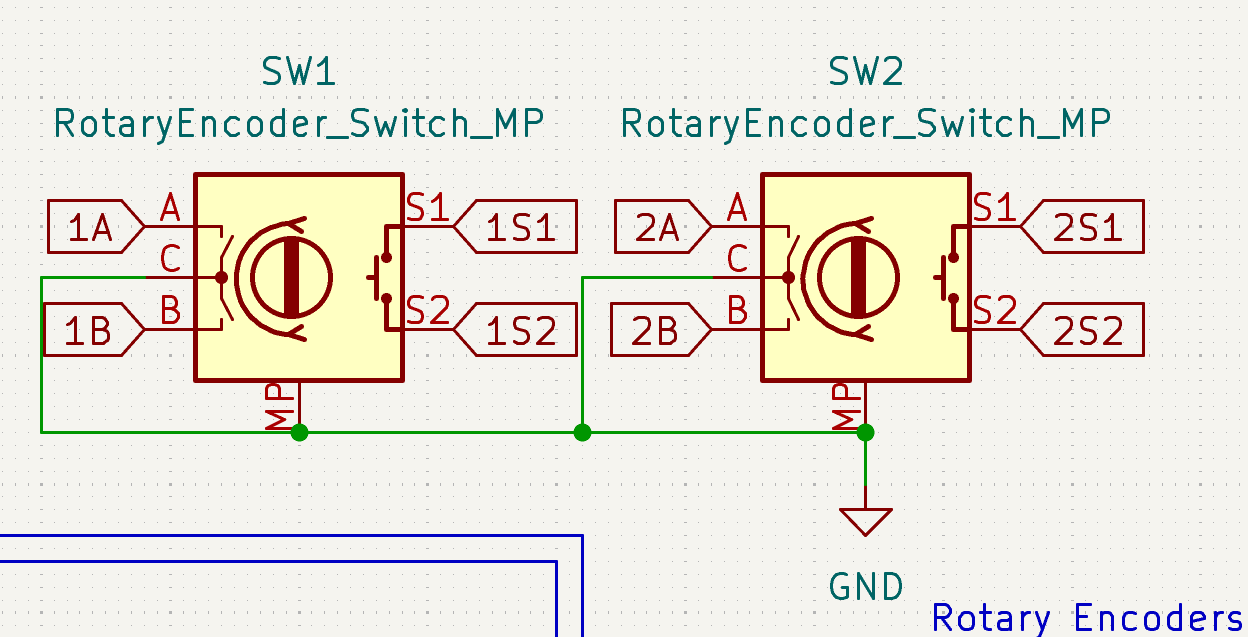 SW1
RotaryEncoder_Switch_MP
SW2
RotaryEncoder_Switch_MP
1A
A
C
1B
B
S1
1S1
S2
1S2
MP
2A
A
C
2B
B
S1
2S1
S2
2S2
MP
GND
Rotary Encoders